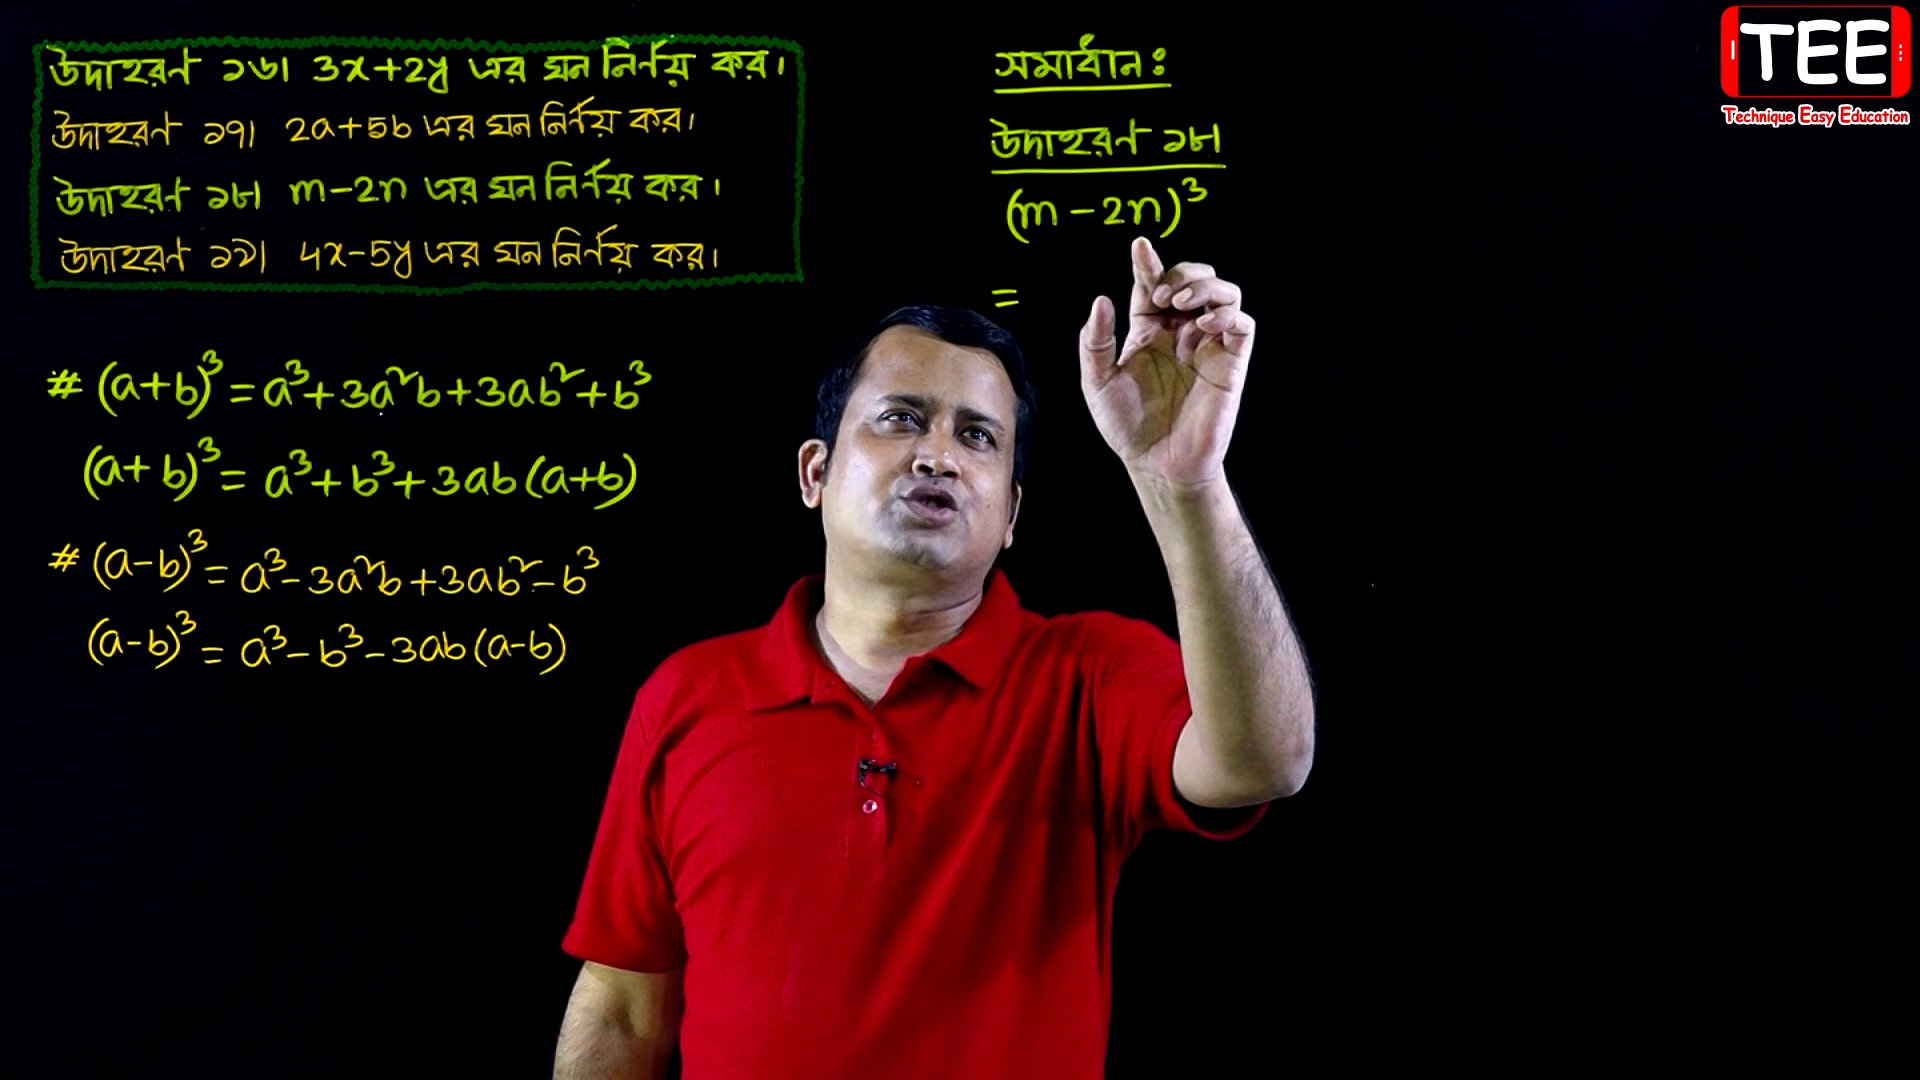 উদাহরণ ১৬। 3x+2y এর ঘন নির্ণয় কর।
উদাহরণ ১৭। 2a+5b এর ঘন নির্ণয় কর।
উদাহরণ ১৮। m-2n এর ঘন নির্ণয় কর।
উদাহরণ ১৯। 4x-5y এর ঘন নির্ণয় কর।
# (a+b)³ = a³+3a²b+3ab²+b³
(a+b)³ = a³+b³+3ab(a+b)
# (a-b)³ = a³-3a²b+3ab²-b³
(a-b)³ = a³-b³-3ab(a-b)
সমাধান:
উদাহরণ ১৮।
(m-2n)³
=
TEE
Technique Easy Education